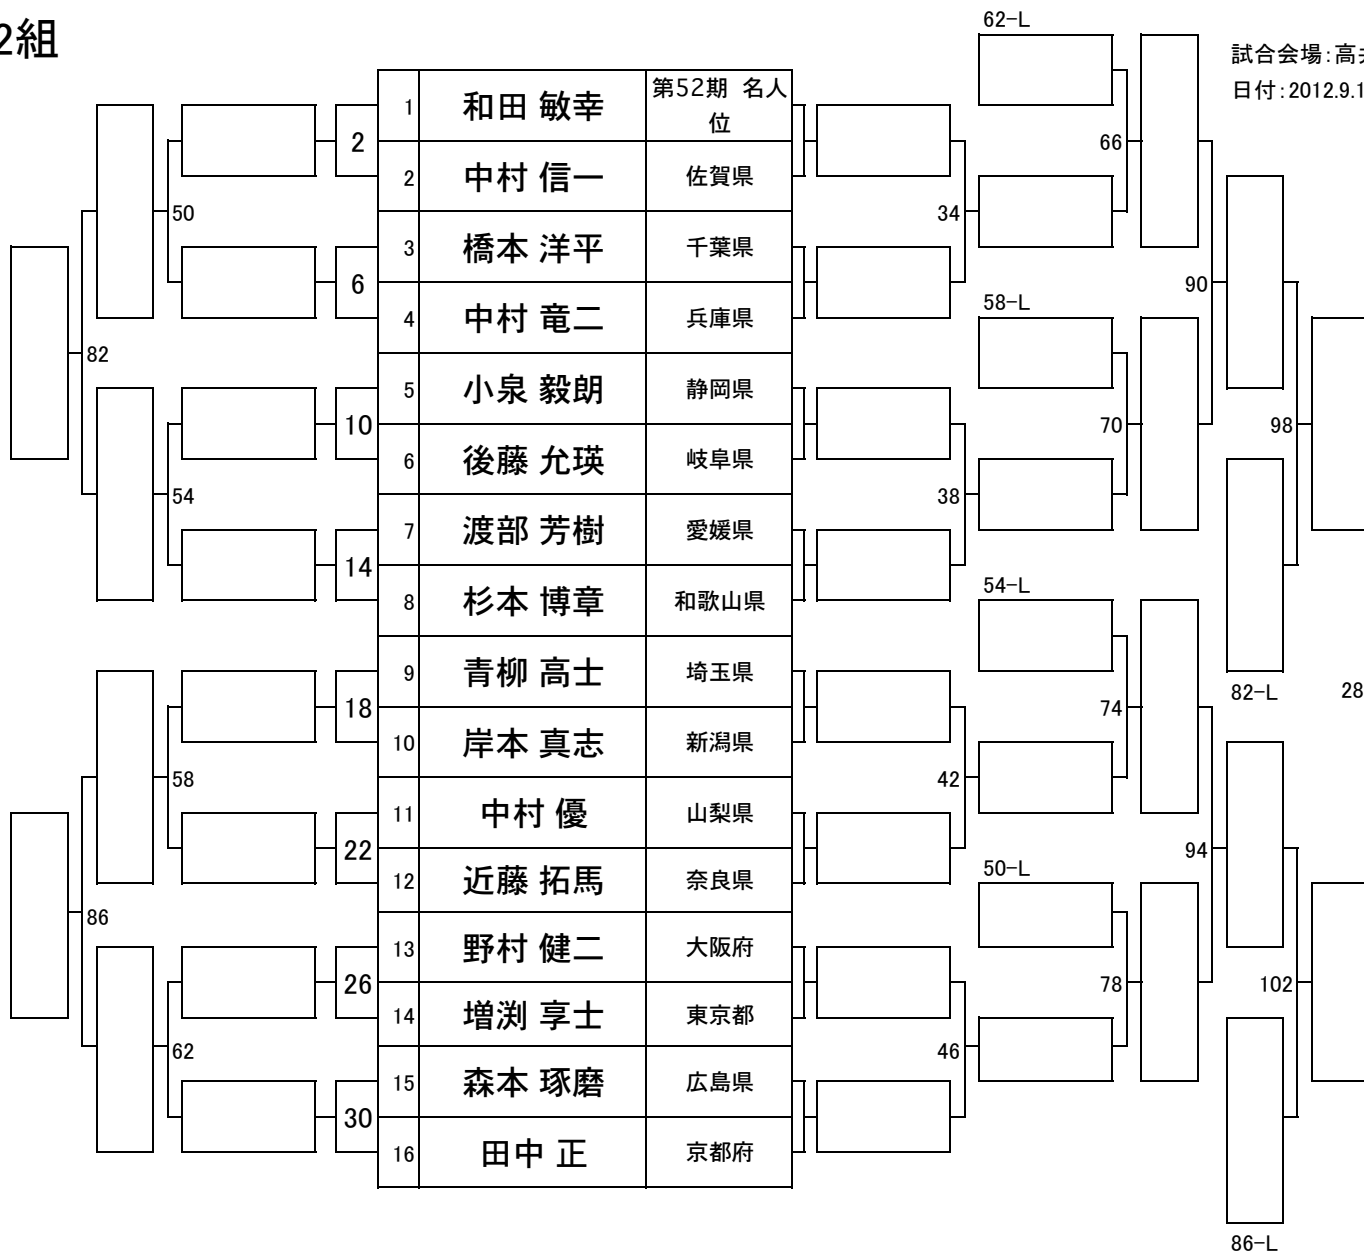 2組
62-L
試合会場:高井
日付:2012.9.1
1 和田 敏幸 第52期 名人
位
2
66
2 中村 信一 佐賀県
50
34
3 橋本 洋平 千葉県
6
90
4 中村 竜二 兵庫県
58-L
82
5 小泉 毅朗 静岡県
10
70
98
6 後藤 允瑛 岐阜県
54
38
7 渡部 芳樹 愛媛県
14
54-L
8 杉本 博章 和歌山県
9 青柳 高士 埼玉県
82-L
28
18
74
10 岸本 真志 新潟県
58
42
11 中村 優 山梨県
22
94
50-L
12 近藤 拓馬 奈良県
86
13 野村 健二 大阪府
26
78
102
14 増渕 享士 東京都
62
46
15 森本 琢磨 広島県
30
16 田中 正 京都府
86-L